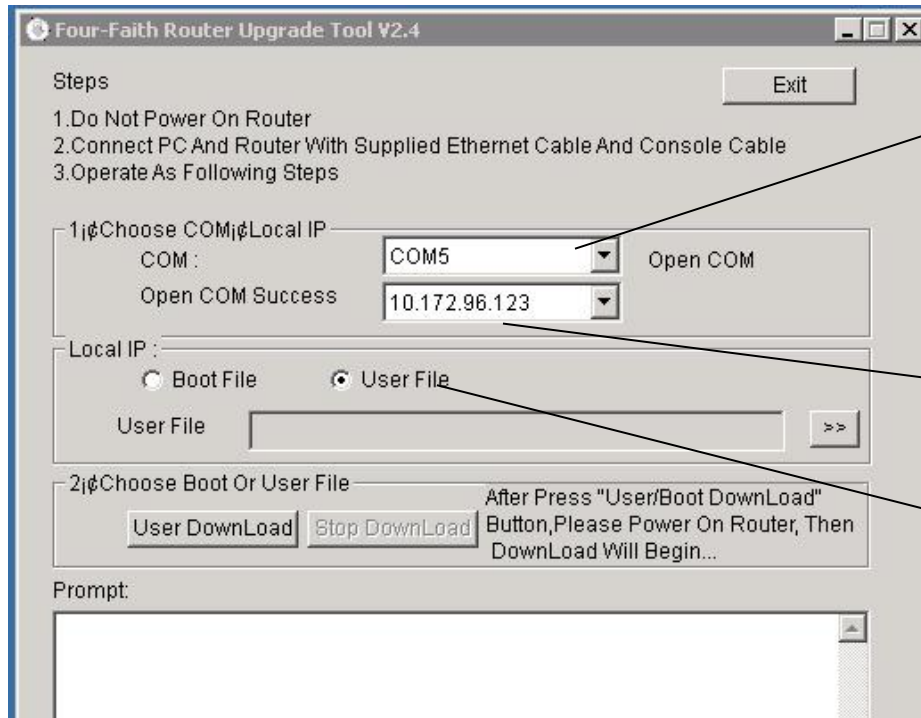 Four-Faith Router Upgrade Tool V2.4
Steps
Exit
1.Do Not Power On Router
2.Connect PC And Router With Supplied Ethernet Cable And Console Cable
3.Operate As Following Steps
1¡¢Choose COM¡¢Local IP
COM :
COM5
Open COM
Open COM Success
10.172.96.123
Local IP :
Boot File
User File
User File
>>
2¡¢Choose Boot Or User File
User DownLoad
Stop DownLoad
After Press "User/Boot DownLoad"
Button,Please Power On Router, Then
DownLoad Will Begin...
Prompt: